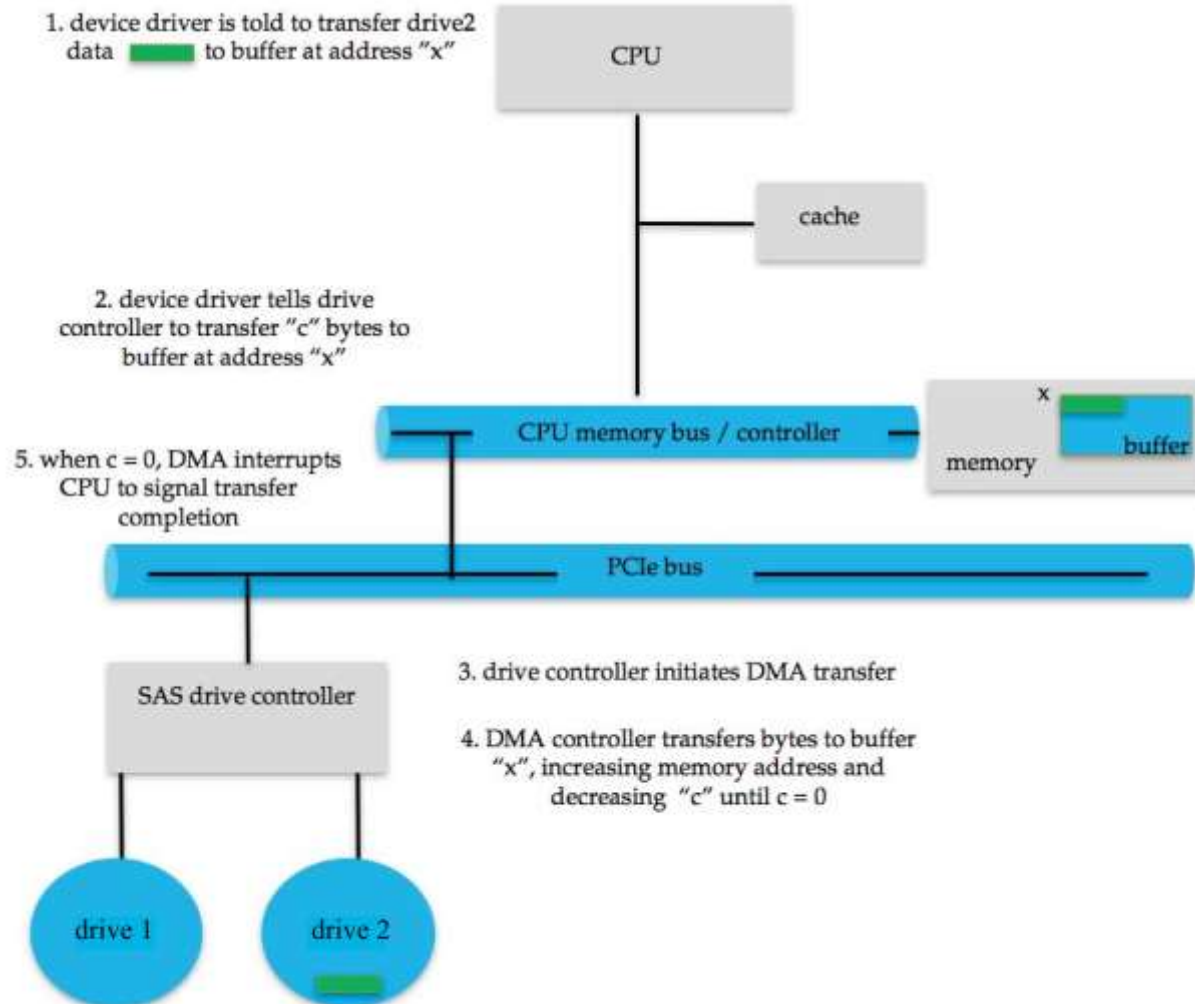 1. device driver is told to transfer drive2
data to buffer at address "x"
CPU
cache
2. device driver tells drive
controller to transfer "c" bytes to
buffer at address "x"
x
CPU memory bus / controller
buffer
memory
5. when c = 0, DMA interrupts
CPU to signal transfer
completion
PCIe bus
3. drive controller initiates DMA transfer
SAS drive controller
4. DMA controller transfers bytes to buffer
"x", increasing memory address and
decreasing "c" until c = 0
drive 1
drive 2